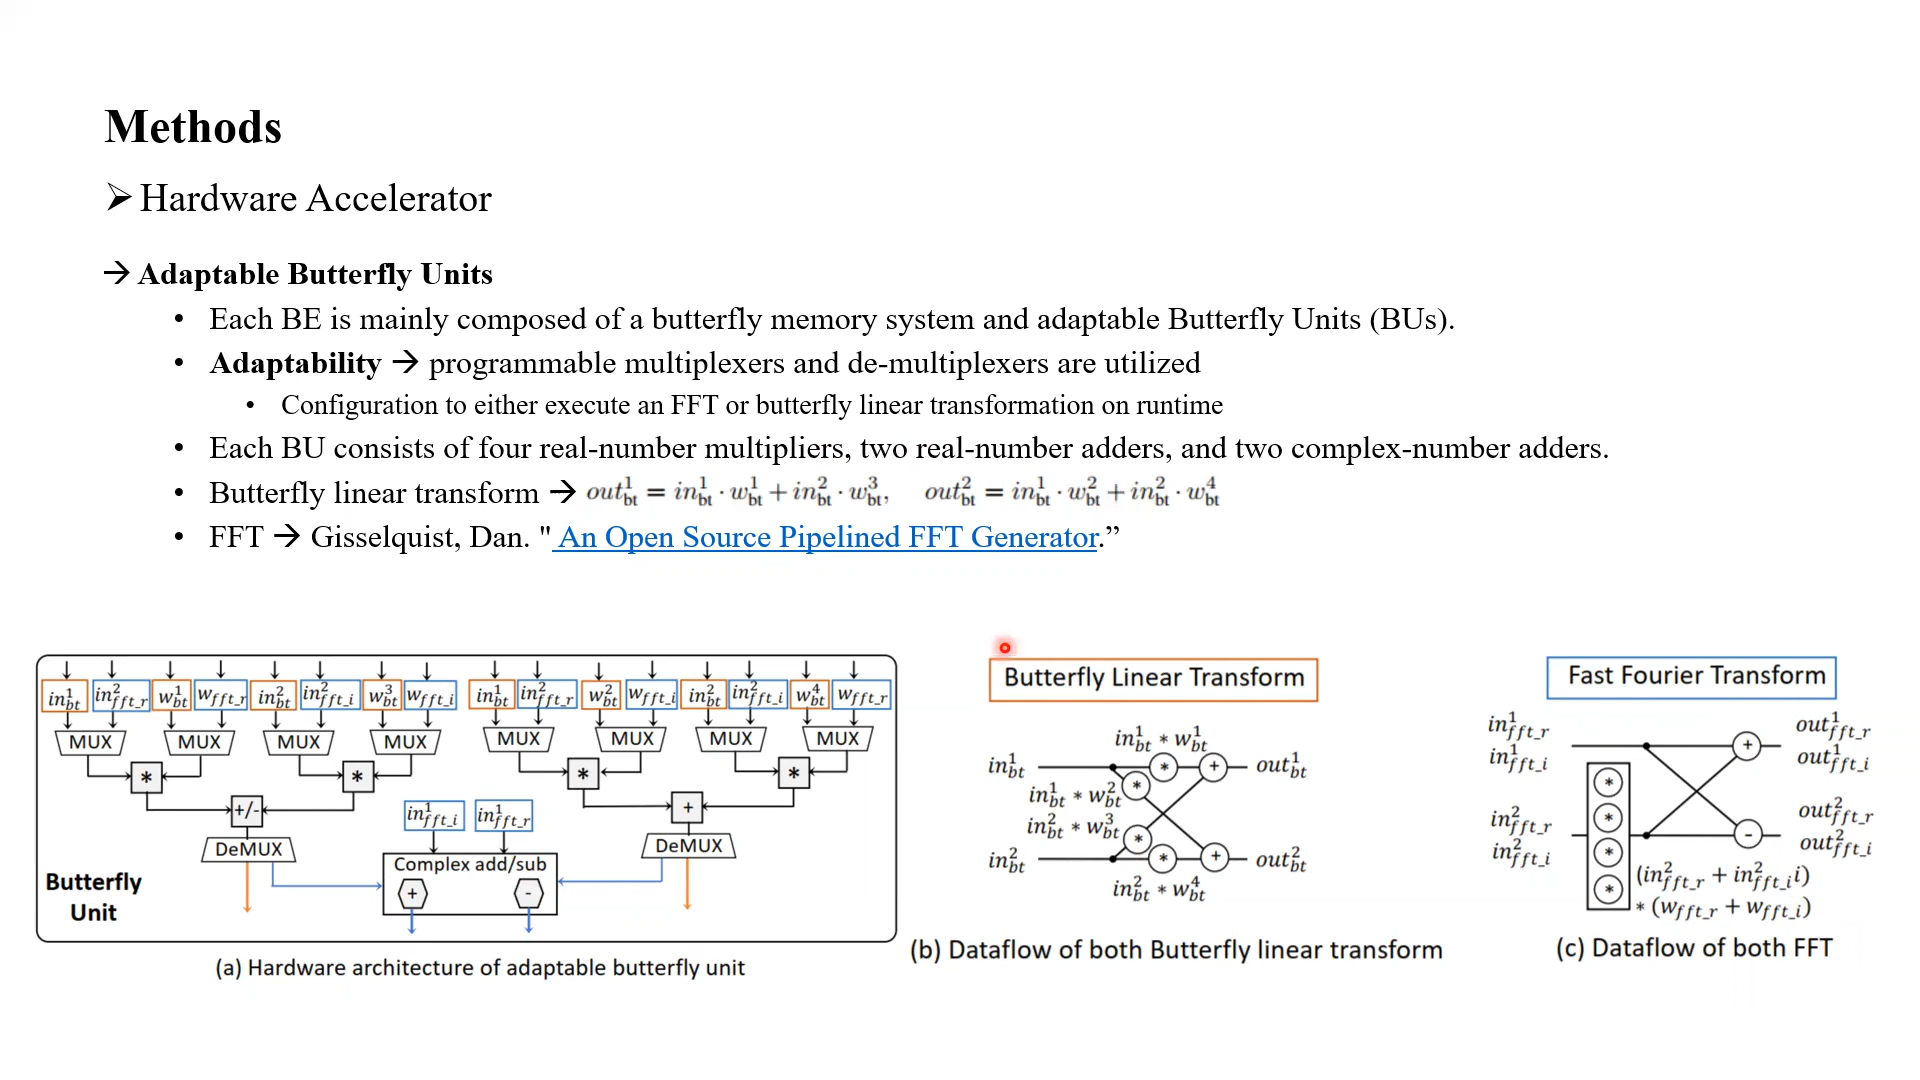 Methods
➢ Hardware Accelerator
→ Adaptable Butterfly Units
• Each BE is mainly composed of a butterfly memory system and adaptable Butterfly Units (BUs).
• Adaptability → programmable multiplexers and de-multiplexers are utilized
• Configuration to either execute an FFT or butterfly linear transformation on runtime
• Each BU consists of four real-number multipliers, two real-number adders, and two complex-number adders.
• Butterfly linear transform → out¹_bt = in¹_bt · w¹_bt + in²_bt · w³_bt, out²_bt = in¹_bt · w²_bt + in²_bt · w⁴_bt
• FFT → Gisselquist, Dan. " An Open Source Pipelined FFT Generator.”
in¹_bt in²_fft_r w¹_bt w_fft_r in²_bt in²_fft_i w³_bt w_fft_i in¹_bt in²_fft_r w²_bt w_fft_i in²_bt in²_fft_i w⁴_bt w_fft_r
MUX MUX MUX MUX MUX MUX MUX MUX
* * * *
+/- +
in¹_fft_i in¹_fft_r
DeMUX DeMUX
Complex add/sub
+ -
Butterfly
Unit
(a) Hardware architecture of adaptable butterfly unit
Butterfly Linear Transform
in¹_bt * w¹_bt
in¹_bt * + out¹_bt
in¹_bt * w²_bt *
in²_bt * w³_bt *
in²_bt * + out²_bt
in²_bt * w⁴_bt
(b) Dataflow of both Butterfly linear transform
Fast Fourier Transform
in¹_fft_r out¹_fft_r
+
in¹_fft_i out¹_fft_i
*
*
in²_fft_r out²_fft_r
-
in²_fft_i out²_fft_i
*
*
(in²_fft_r + in²_fft_i i)
* (w_fft_r + w_fft_i i)
(c) Dataflow of both FFT